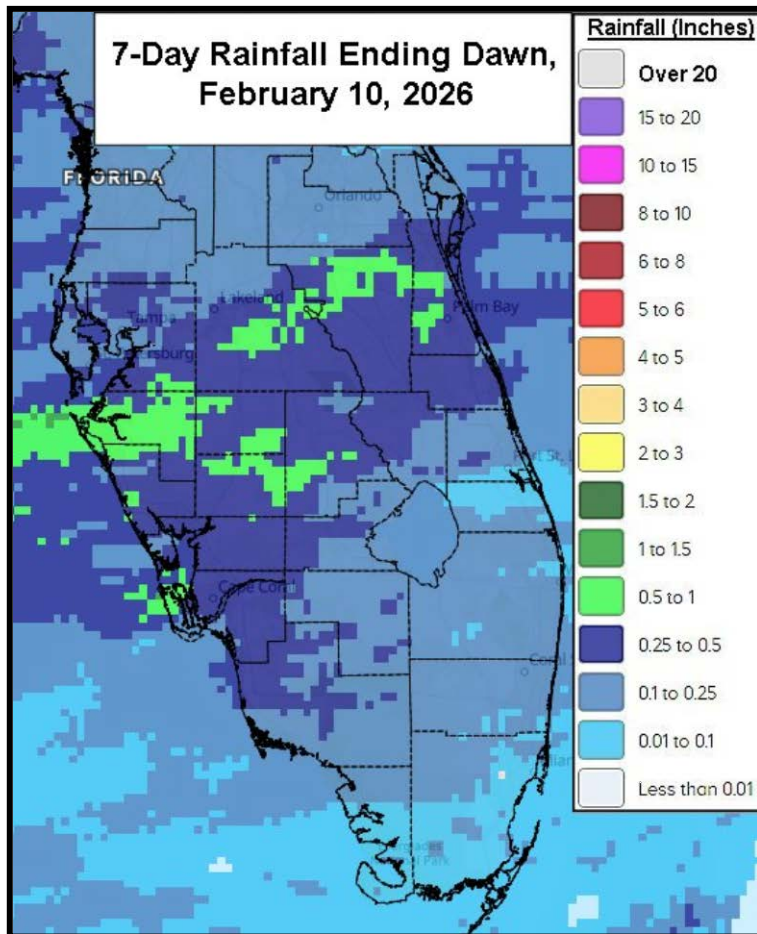 7-Day Rainfall Ending Dawn,
February 10, 2026
Rainfall (Inches)
Over 20
15 to 20
10 to 15
8 to 10
6 to 8
5 to 6
4 to 5
3 to 4
2 to 3
1.5 to 2
1 to 1.5
0.5 to 1
0.25 to 0.5
0.1 to 0.25
0.01 to 0.1
Less than 0.01
FLORIDA
Orlando
Lakeland
Tampa
Palm Bay
Cape Coral